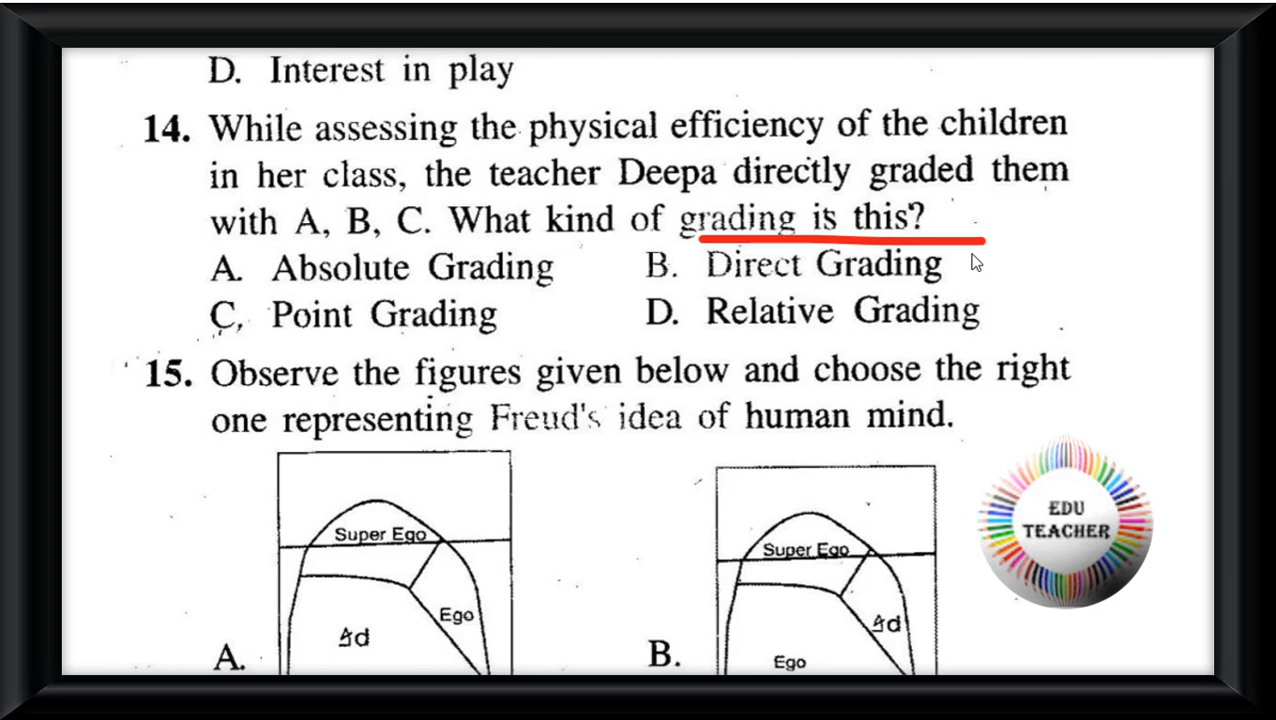 D. Interest in play
14. While assessing the physical efficiency of the children
in her class, the teacher Deepa directly graded them
with A, B, C. What kind of grading is this?
A. Absolute Grading B. Direct Grading
C. Point Grading D. Relative Grading
15. Observe the figures given below and choose the right
one representing Freud's idea of human mind.
Super Ego
Super Ego
EDU
TEACHER
Ego
Id
Id
A.
B.
Ego